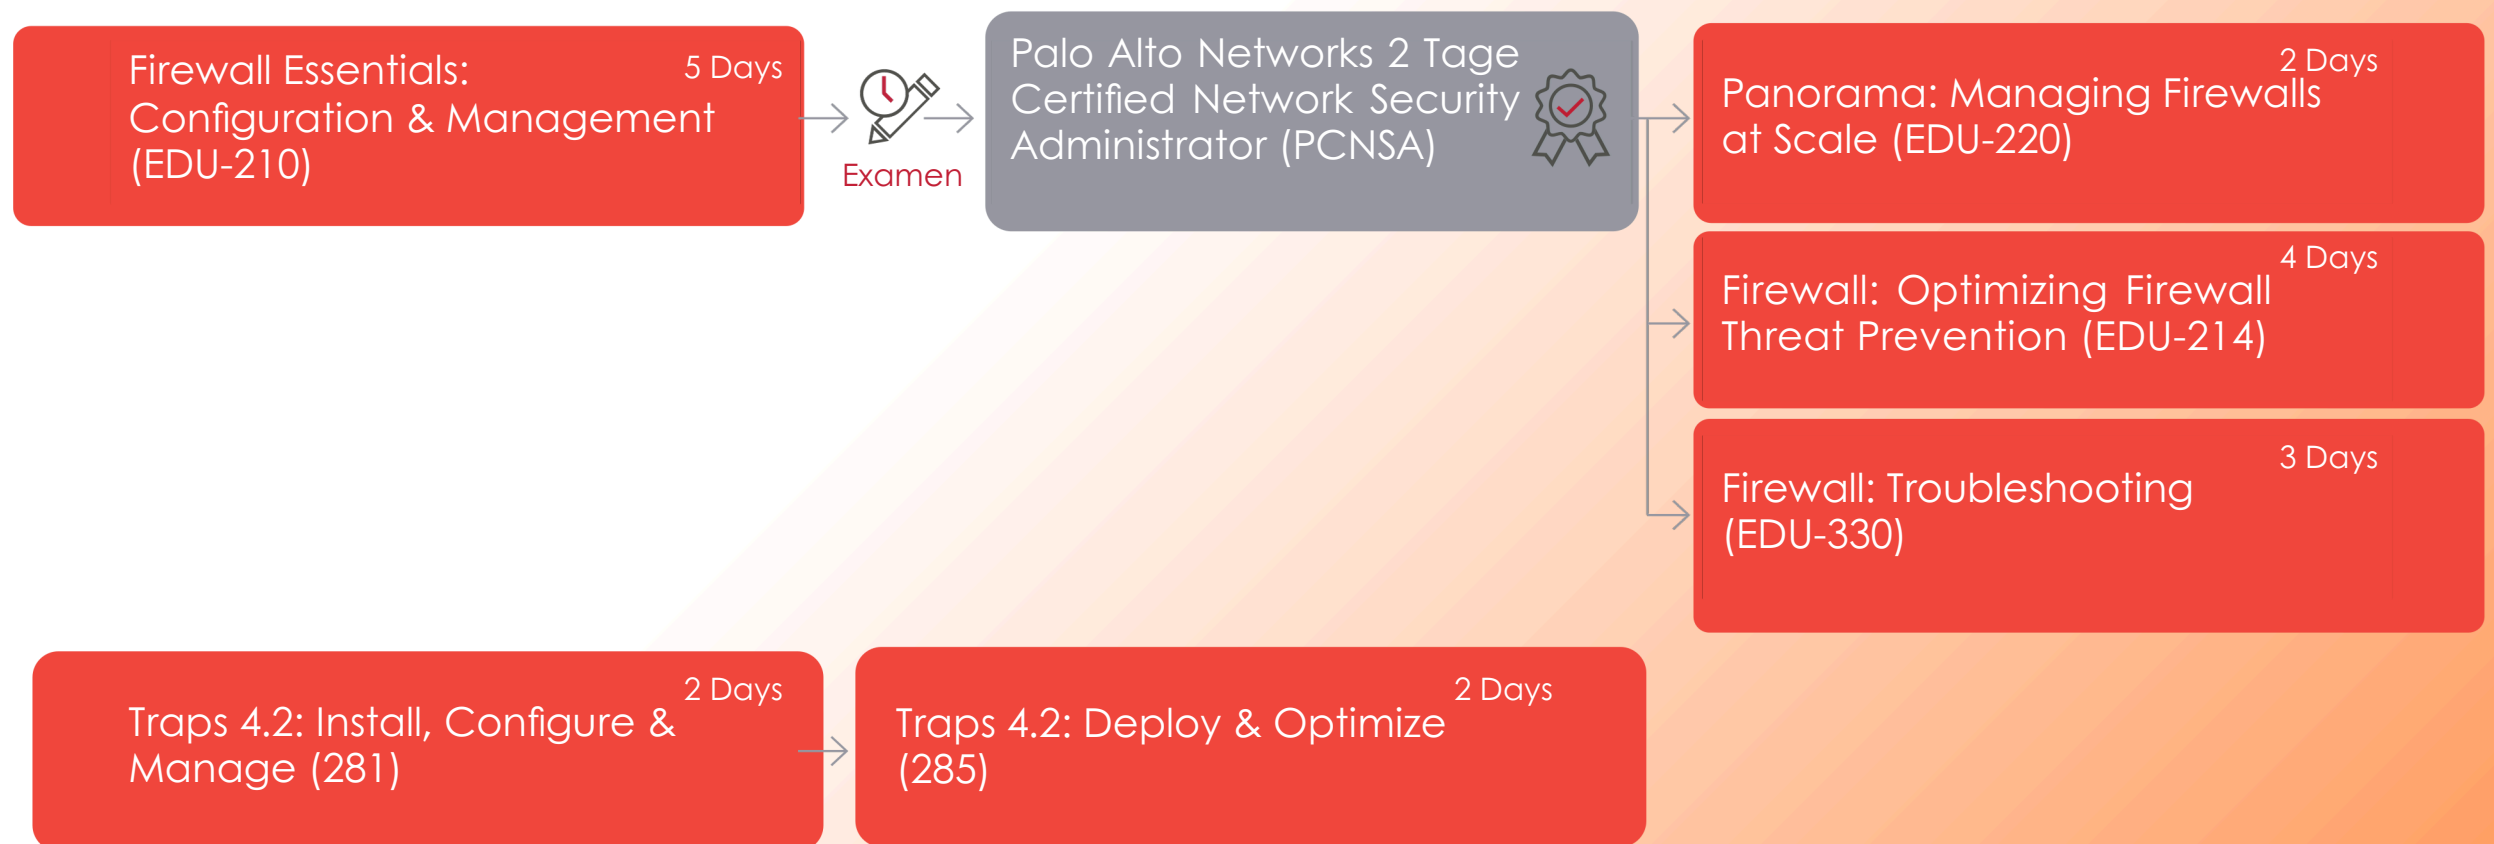 Firewall Essentials:
5 Days
Configuration & Management
(EDU-210)
Examen
Palo Alto Networks 2 Tage
Certified Network Security
Administrator (PCNSA)
2 Days
Panorama: Managing Firewalls
at Scale (EDU-220)
4 Days
Firewall: Optimizing Firewall
Threat Prevention (EDU-214)
3 Days
Firewall: Troubleshooting
(EDU-330)
2 Days
Traps 4.2: Install, Configure &
Manage (281)
2 Days
Traps 4.2: Deploy & Optimize
(285)